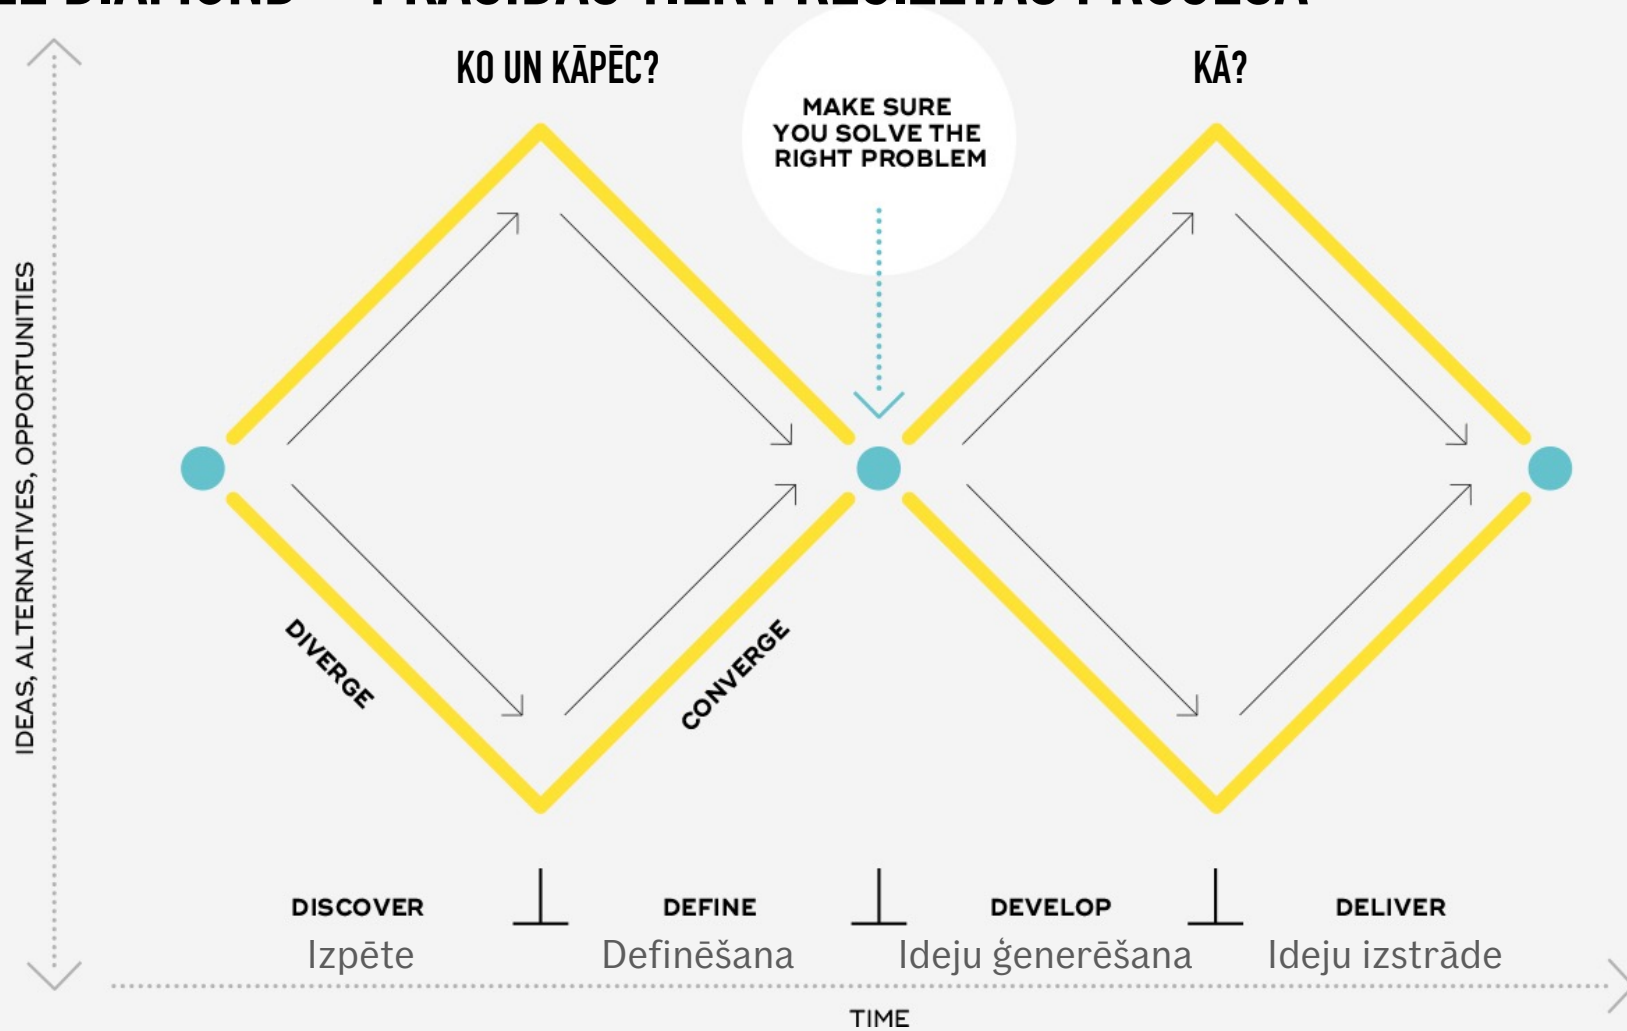 KO UN KĀPĒC?
KĀ?
MAKE SURE
YOU SOLVE THE
RIGHT PROBLEM
IDEAS, ALTERNATIVES, OPPORTUNITIES
DIVERGE
CONVERGE
DISCOVER
DEFINE
DEVELOP
DELIVER
Izpēte
Definēšana
Ideju ģenerēšana
Ideju izstrāde
TIME